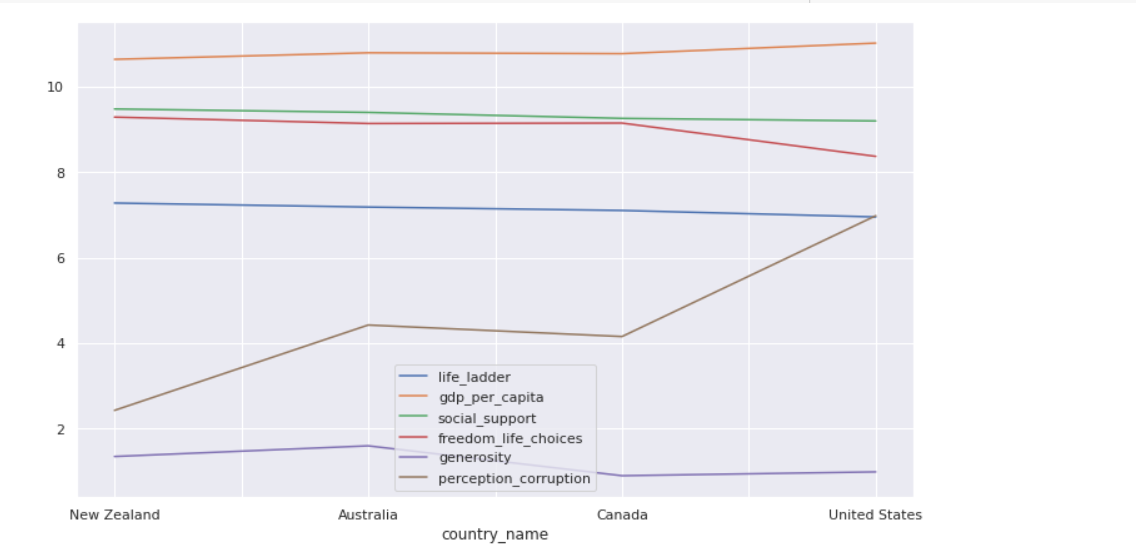 10
8
6
4
2
life_ladder
gdp_per_capita
social_support
freedom_life_choices
generosity
perception_corruption
New Zealand Australia Canada United States
country_name